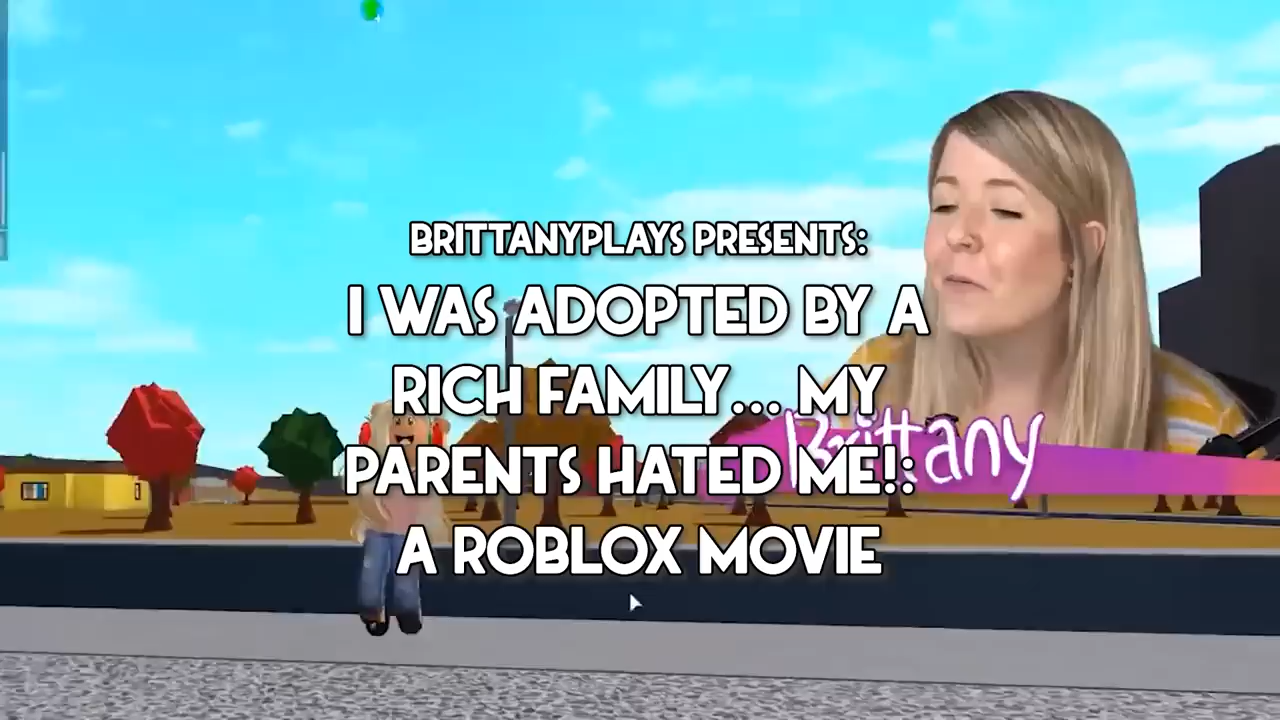 BRITTANYPLAYS PRESENTS:
I WAS ADOPTED BY A
RICH FAMILY... MY
PARENTS HATED ME!:
A ROBLOX MOVIE
Brittany